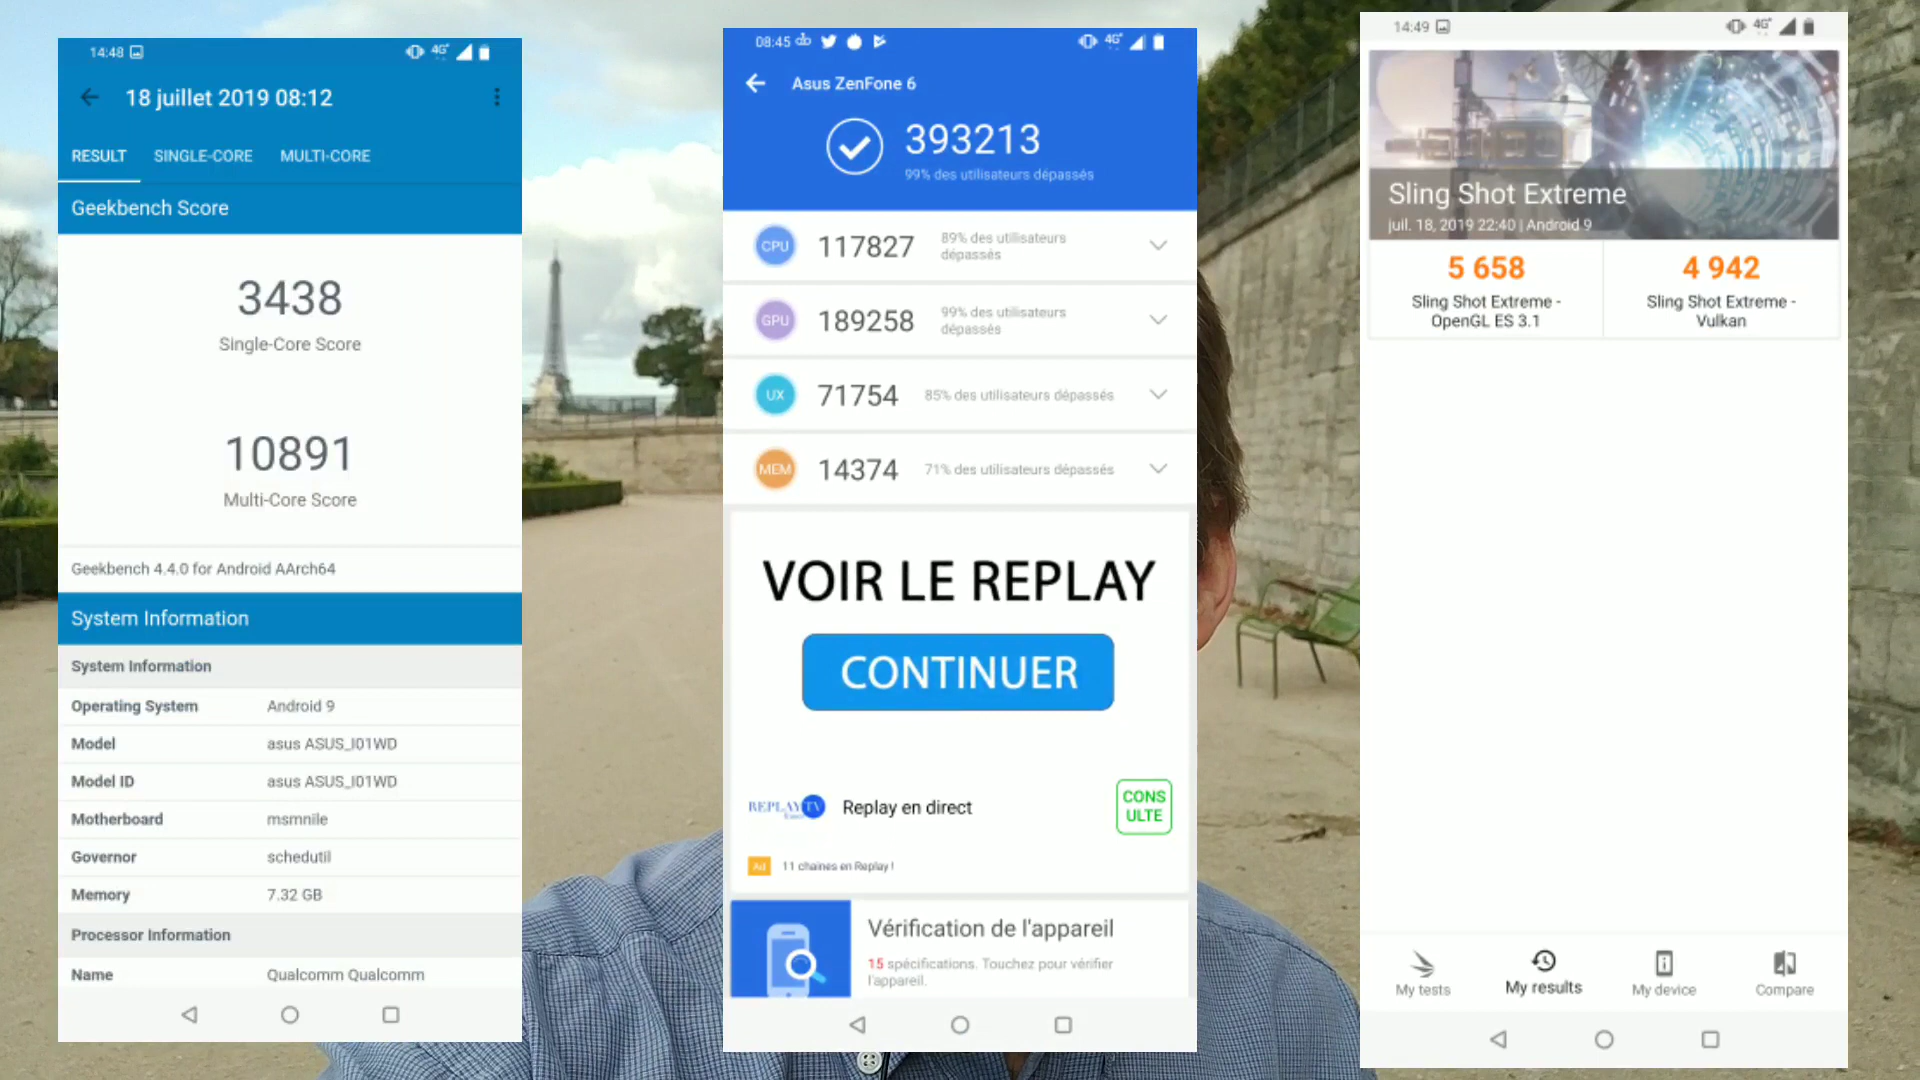 14:48
4G+
18 juillet 2019 08:12
RESULT SINGLE-CORE MULTI-CORE
Geekbench Score
3438
Single-Core Score
10891
Multi-Core Score
Geekbench 4.4.0 for Android AArch64
System Information
System Information
Operating System Android 9
Model asus ASUS_I01WD
Model ID asus ASUS_I01WD
Motherboard msmnile
Governor schedutil
Memory 7.32 GB
Processor Information
Name Qualcomm Qualcomm
08:45
4G+
Asus ZenFone 6
393213
99% des utilisateurs dépassés
CPU 117827 89% des utilisateurs
dépassés
GPU 189258 99% des utilisateurs
dépassés
UX 71754 85% des utilisateurs dépassés
MEM 14374 71% des utilisateurs dépassés
VOIR LE REPLAY
CONTINUER
REPLAY TV
Replay en direct
CONS
ULTE
Ad 11 chaines en Replay !
Vérification de l'appareil
15 spécifications. Touchez pour vérifier
l'appareil.
14:49
4G+
Sling Shot Extreme
juil. 18, 2019 22:40 | Android 9
5 658
Sling Shot Extreme -
OpenGL ES 3.1
4 942
Sling Shot Extreme -
Vulkan
My tests
My results
My device
Compare